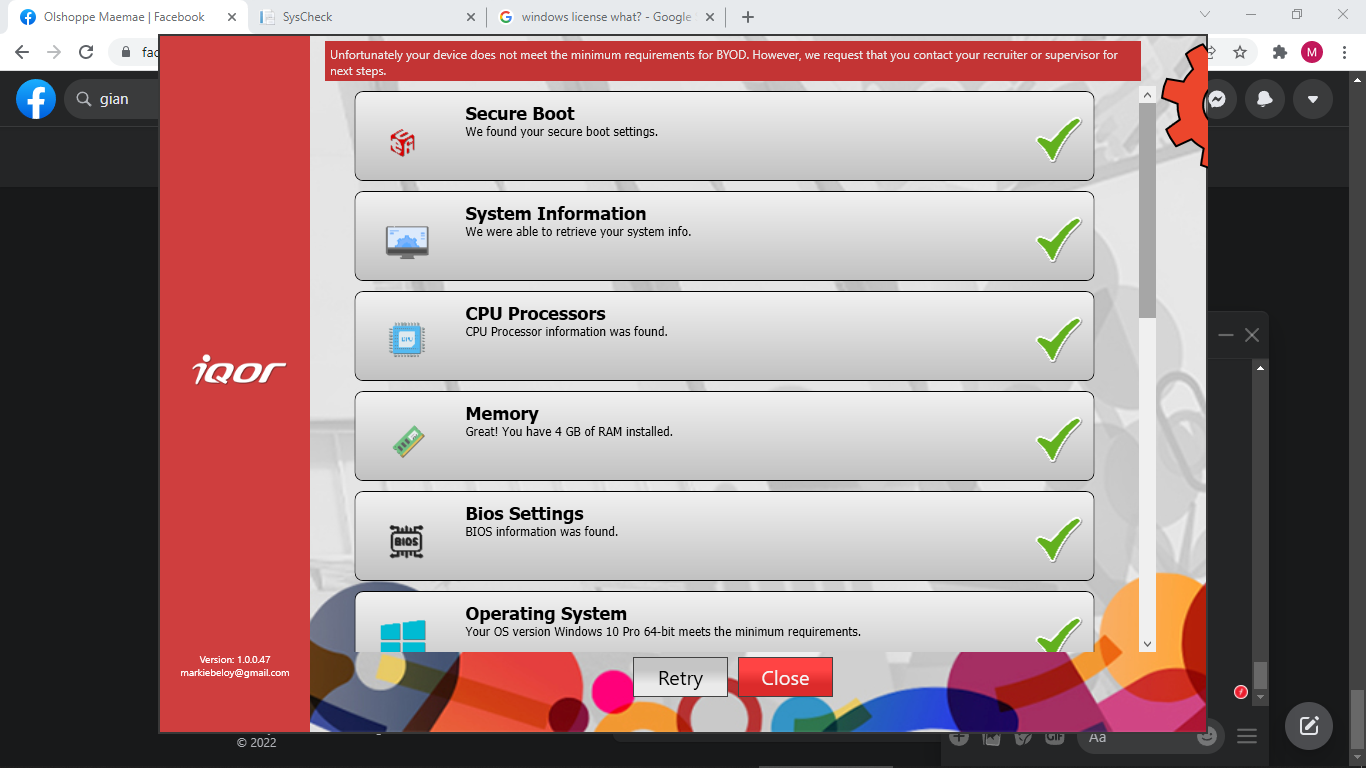 Olshoppe Maemae | Facebook
SysCheck
windows license what? - Google
fac
M
gian
Unfortunately your device does not meet the minimum requirements for BYOD. However, we request that you contact your recruiter or supervisor for
next steps.
Secure Boot
We found your secure boot settings.
System Information
We were able to retrieve your system info.
CPU Processors
CPU Processor information was found.
CPU
Memory
Great! You have 4 GB of RAM installed.
Bios Settings
BIOS information was found.
BIOS
Operating System
Your OS version Windows 10 Pro 64-bit meets the minimum requirements.
iQor
Version: 1.0.0.47
markiebeloy@gmail.com
Retry
Close
© 2022
GIF
Aa